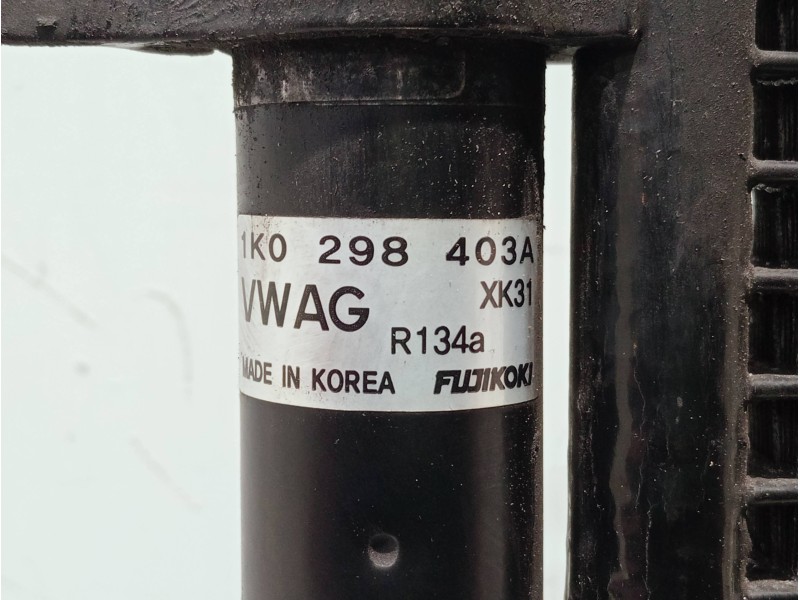 1K0 298 403A
VWAG XK31
R134a
MADE IN KOREA FUJIKOKI